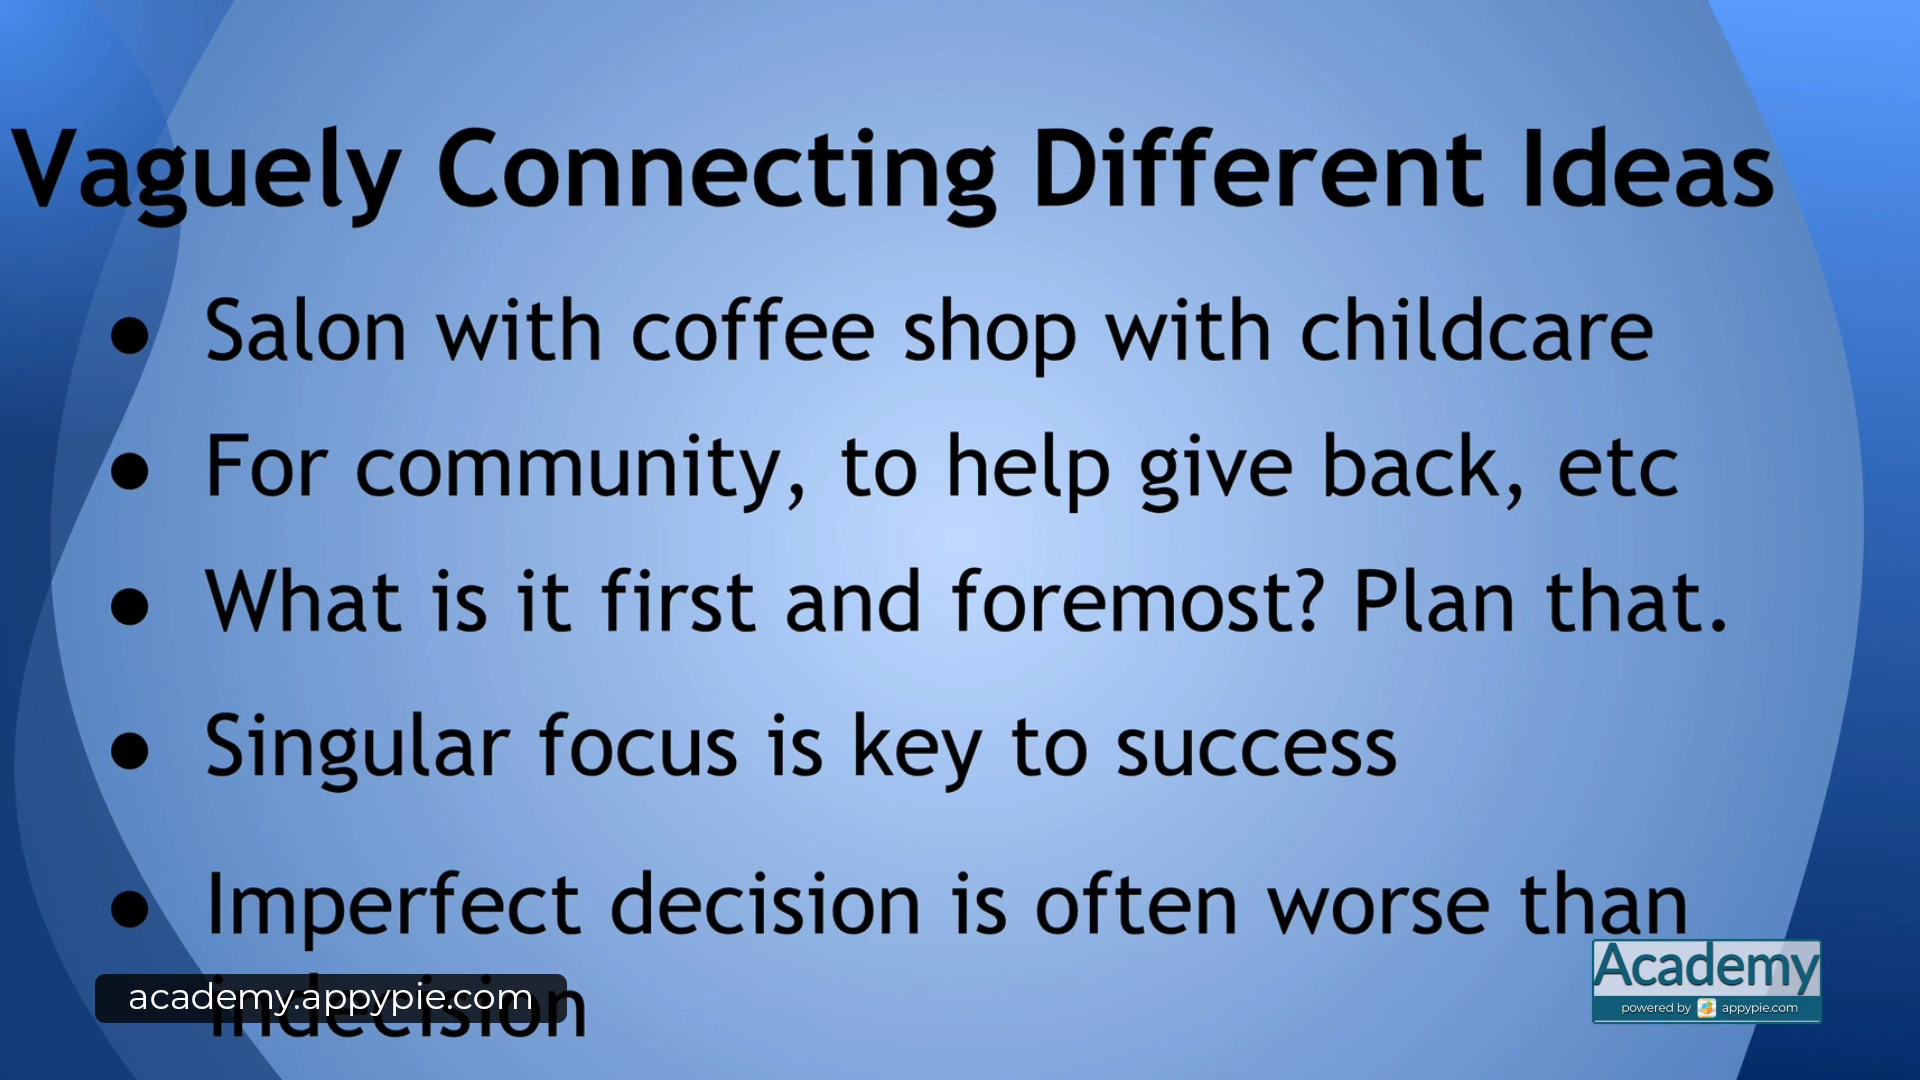 Vaguely Connecting Different Ideas
● Salon with coffee shop with childcare
● For community, to help give back, etc
● What is it first and foremost? Plan that.
● Singular focus is key to success
● Imperfect decision is often worse than
indecision
academy.appypie.com
Academy
powered by appypie.com